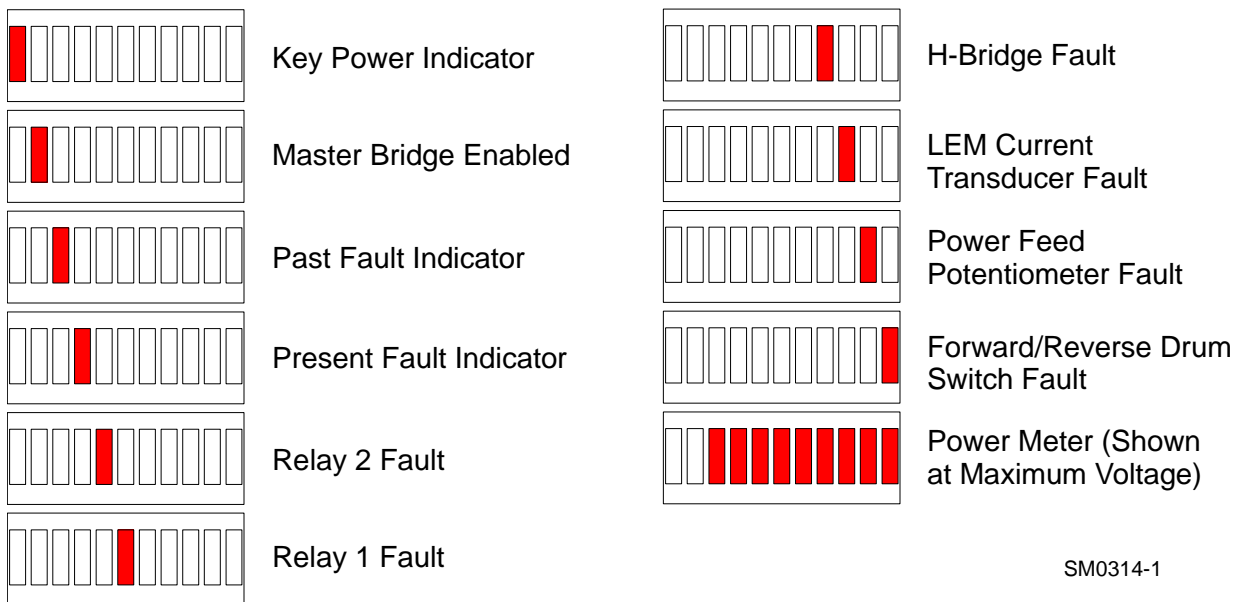 Key Power Indicator
Master Bridge Enabled
Past Fault Indicator
Present Fault Indicator
Relay 2 Fault
Relay 1 Fault
H-Bridge Fault
LEM Current
Transducer Fault
Power Feed
Potentiometer Fault
Forward/Reverse Drum
Switch Fault
Power Meter (Shown
at Maximum Voltage)
SM0314-1